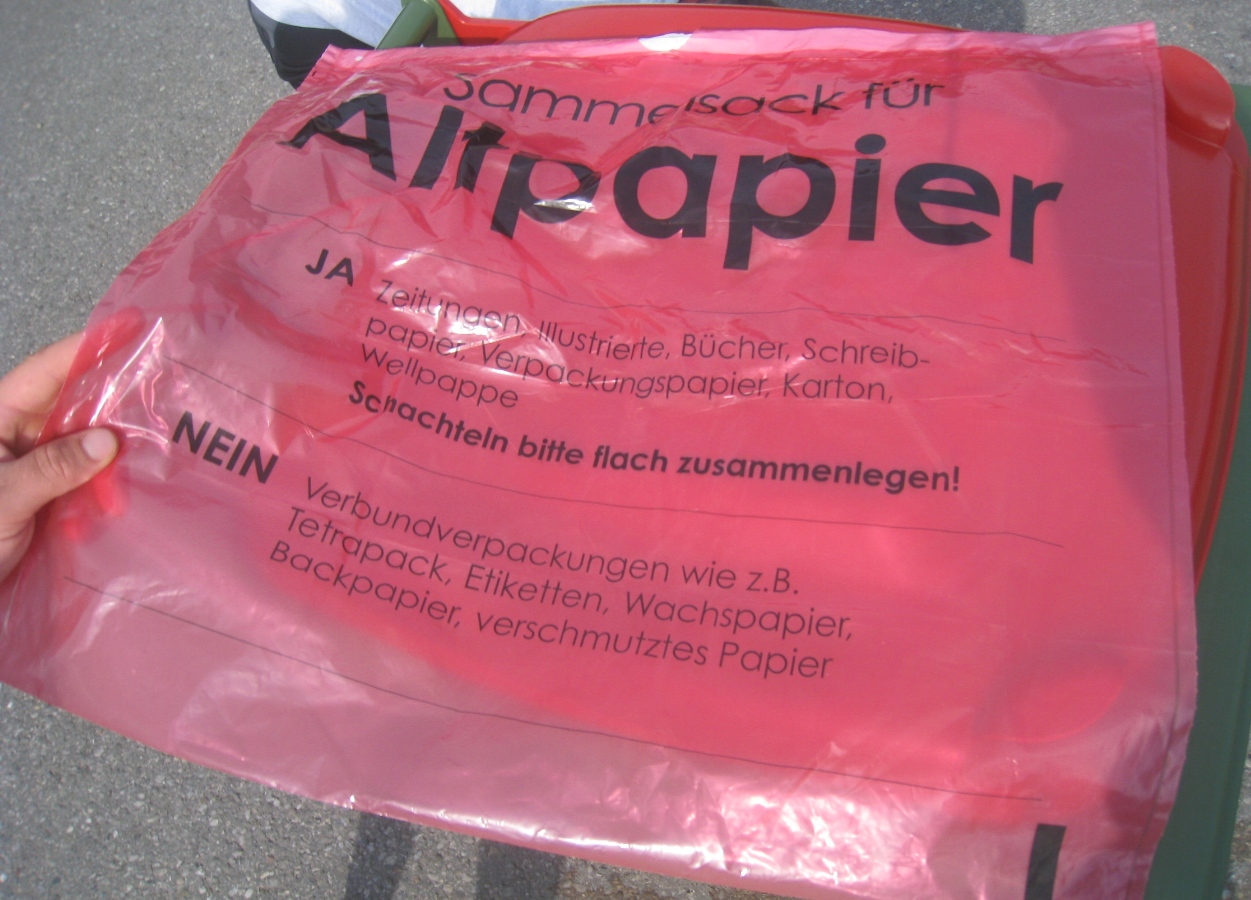 Sammelsack für
Altpapier
JA
Zeitungen, Illustrierte, Bücher, Schreib-
papier, Verpackungspapier, Karton,
Wellpappe
Schachteln bitte flach zusammenlegen!
NEIN
Verbundverpackungen wie z.B.
Tetrapack, Etiketten, Wachspapier,
Backpapier, verschmutztes Papier